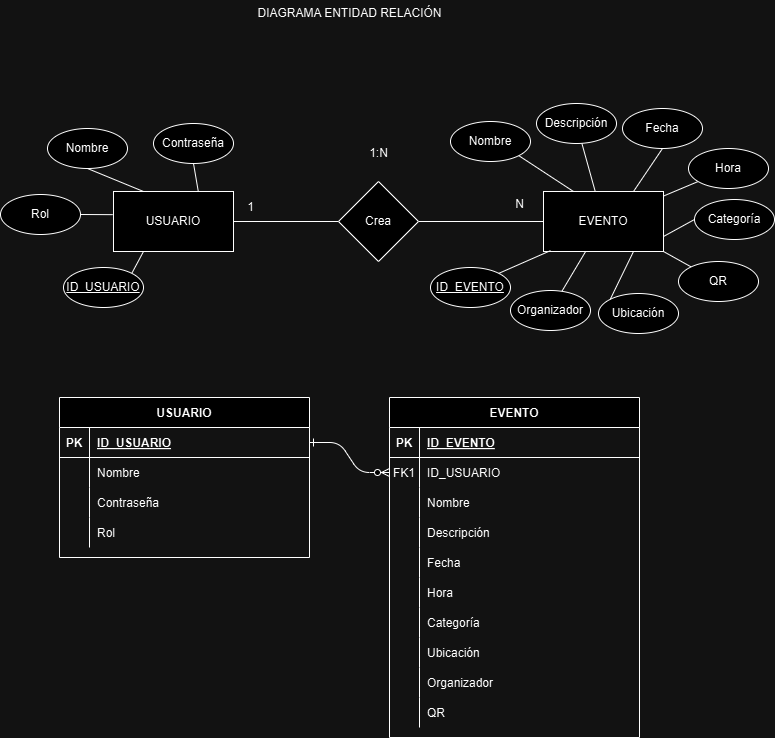 DIAGRAMA ENTIDAD RELACIÓN
Nombre
Contraseña
Rol
USUARIO
ID_USUARIO
1
1:N
Crea
N
Nombre
Descripción
Fecha
Hora
Categoría
EVENTO
QR
ID_EVENTO
Organizador
Ubicación
USUARIO
PK ID_USUARIO
Nombre
Contraseña
Rol
EVENTO
PK ID_EVENTO
FK1 ID_USUARIO
Nombre
Descripción
Fecha
Hora
Categoría
Ubicación
Organizador
QR